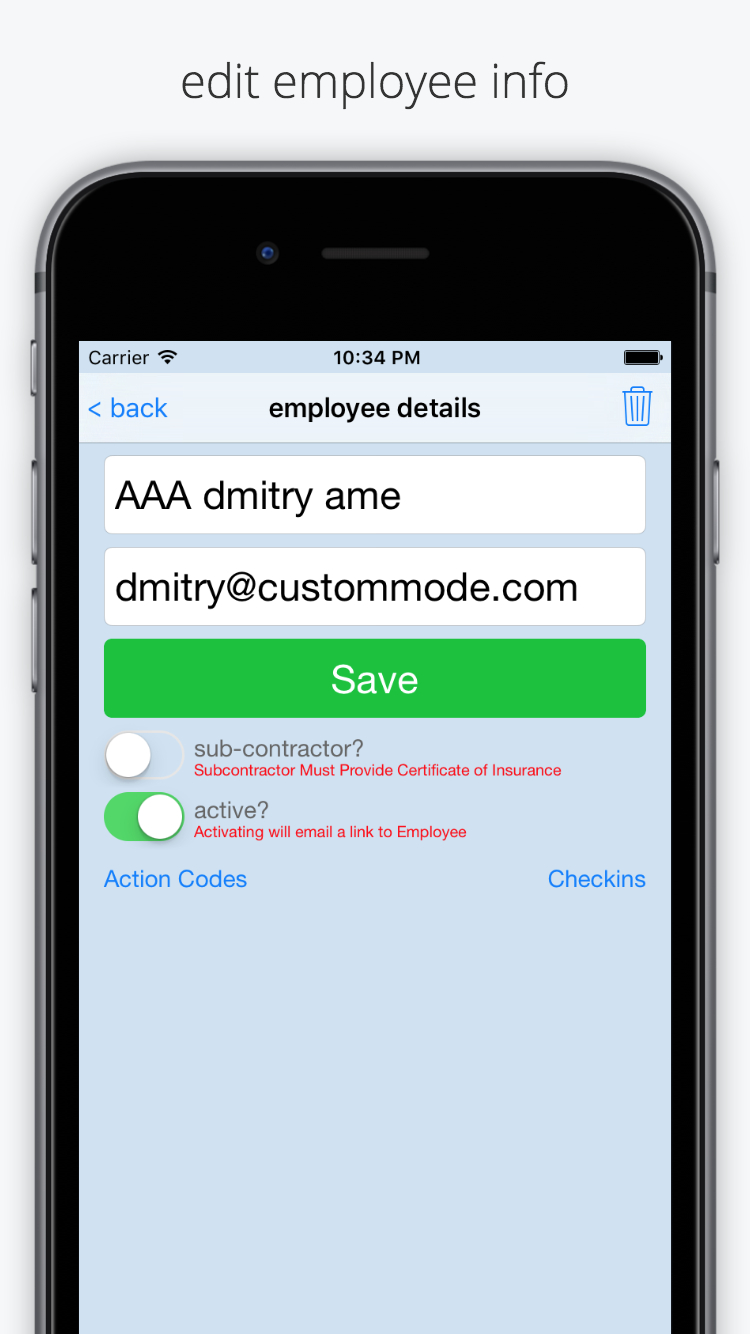 edit employee info
Carrier 10:34 PM
< back employee details
AAA dmitry ame
dmitry@custommode.com
Save
sub-contractor?
Subcontractor Must Provide Certificate of Insurance
active?
Activating will email a link to Employee
Action Codes Checkins